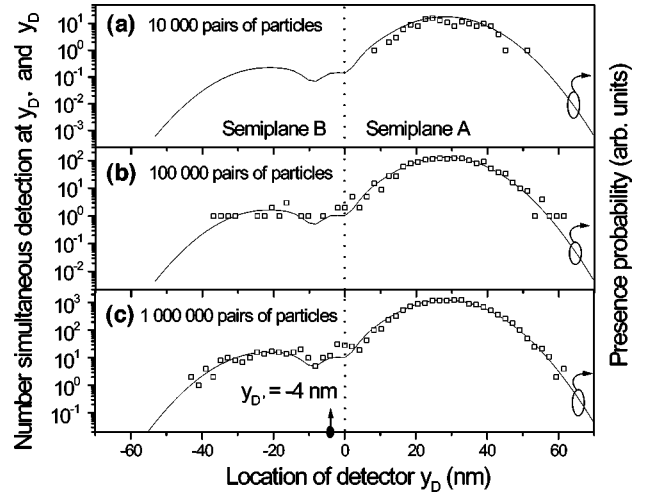 Number simultaneous detection at y_D' and y_D
Presence probability (arb. units)
(a) 10 000 pairs of particles
10^1
10^0
10^-1
10^-2
10^-3
Semiplane B
Semiplane A
(b) 100 000 pairs of particles
10^2
10^1
10^0
10^-1
10^-2
(c) 1 000 000 pairs of particles
10^3
10^2
10^1
10^0
10^-1
y_D' = -4 nm
-60 -40 -20 0 20 40 60
Location of detector y_D (nm)